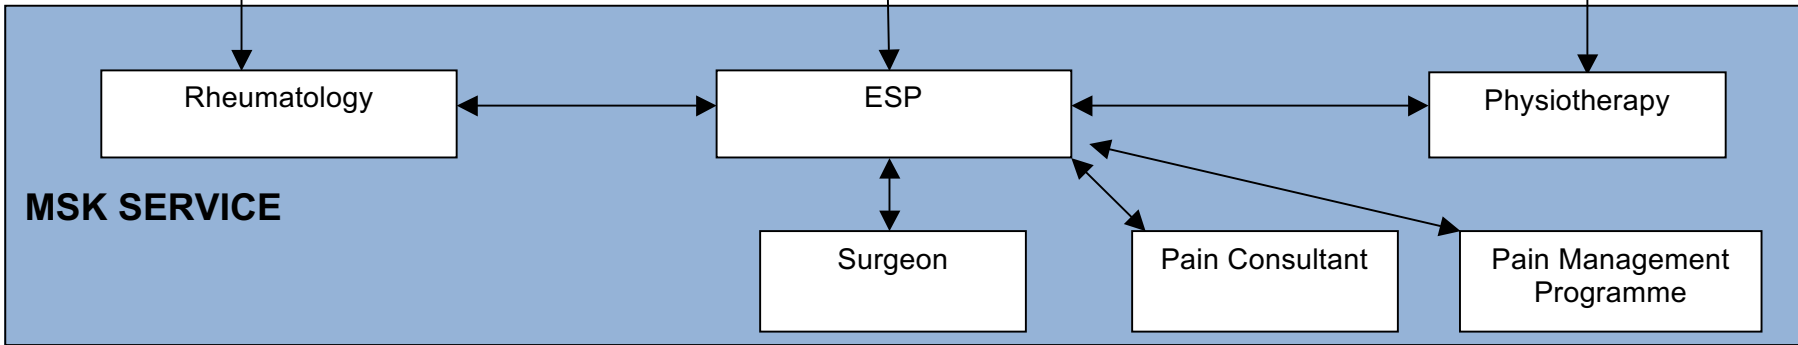 Rheumatology
ESP
Physiotherapy
MSK SERVICE
Surgeon
Pain Consultant
Pain Management
Programme